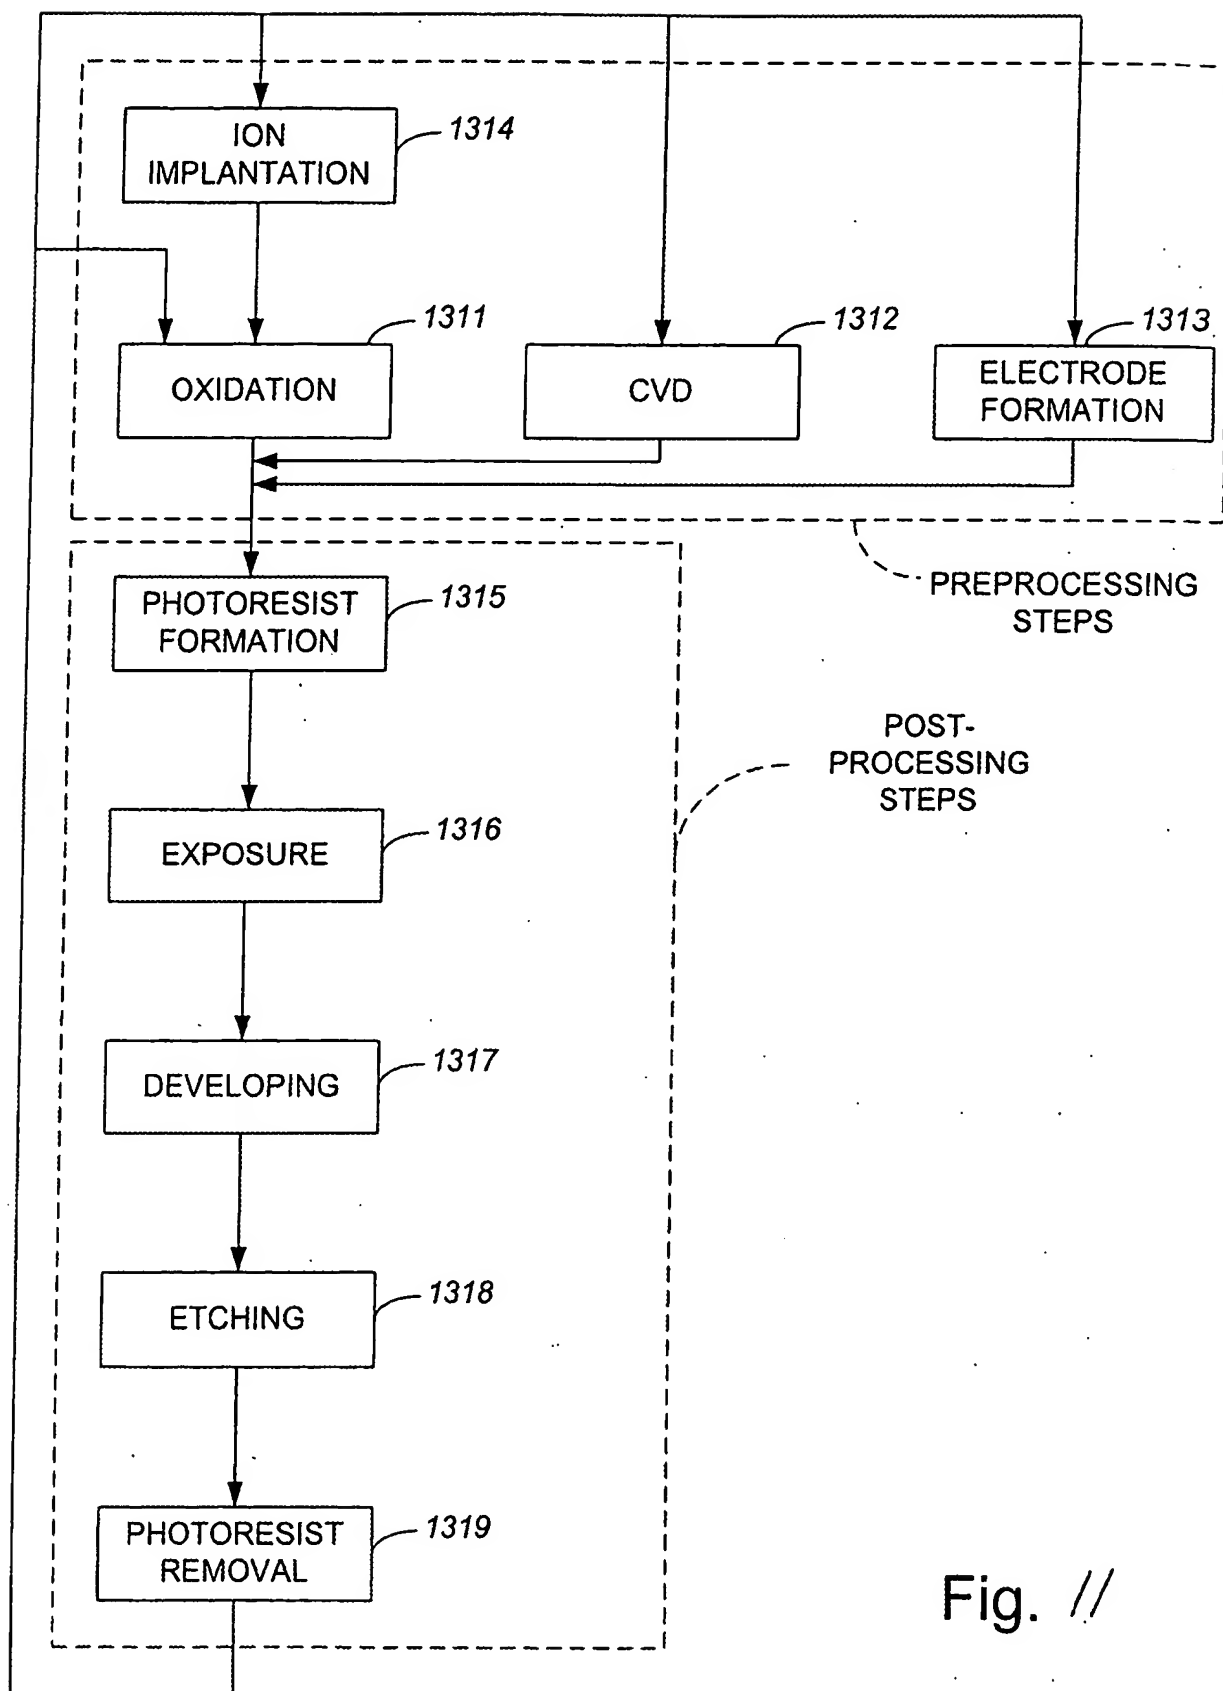 ION
IMPLANTATION
1314
OXIDATION
1311
CVD
1312
ELECTRODE
FORMATION
1313
PREPROCESSING
STEPS
PHOTORESIST
FORMATION
1315
POST-
PROCESSING
STEPS
EXPOSURE
1316
DEVELOPING
1317
ETCHING
1318
PHOTORESIST
REMOVAL
1319
Fig. 11